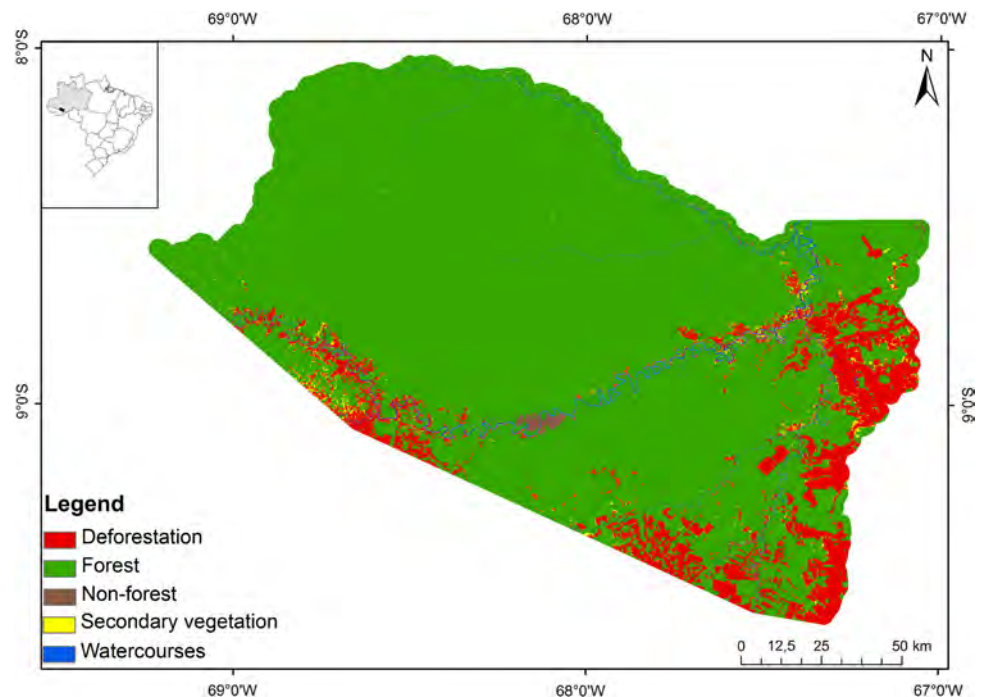 69°0'W 68°0'W 67°0'W
8°0'S
N
9°0'S 9°0'S
Legend
Deforestation
Forest
Non-forest
Secondary vegetation
Watercourses
0 12,5 25 50 km
69°0'W 68°0'W 67°0'W